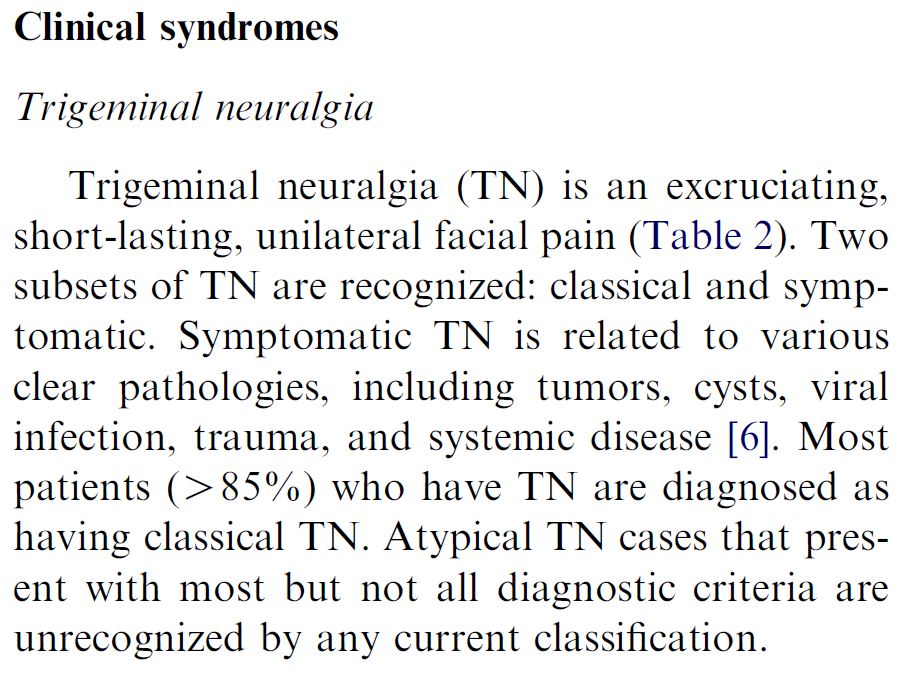 Clinical syndromes
Trigeminal neuralgia
Trigeminal neuralgia (TN) is an excruciating,
short-lasting, unilateral facial pain (Table 2). Two
subsets of TN are recognized: classical and symp-
tomatic. Symptomatic TN is related to various
clear pathologies, including tumors, cysts, viral
infection, trauma, and systemic disease [6]. Most
patients (>85%) who have TN are diagnosed as
having classical TN. Atypical TN cases that pres-
ent with most but not all diagnostic criteria are
unrecognized by any current classification.